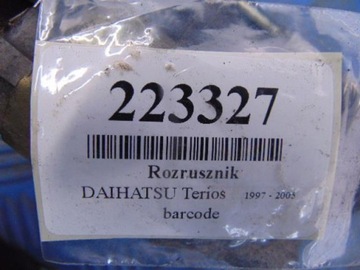 223327
Rozrusznik
DAIHATSU Terios 1997 - 2005
barcode